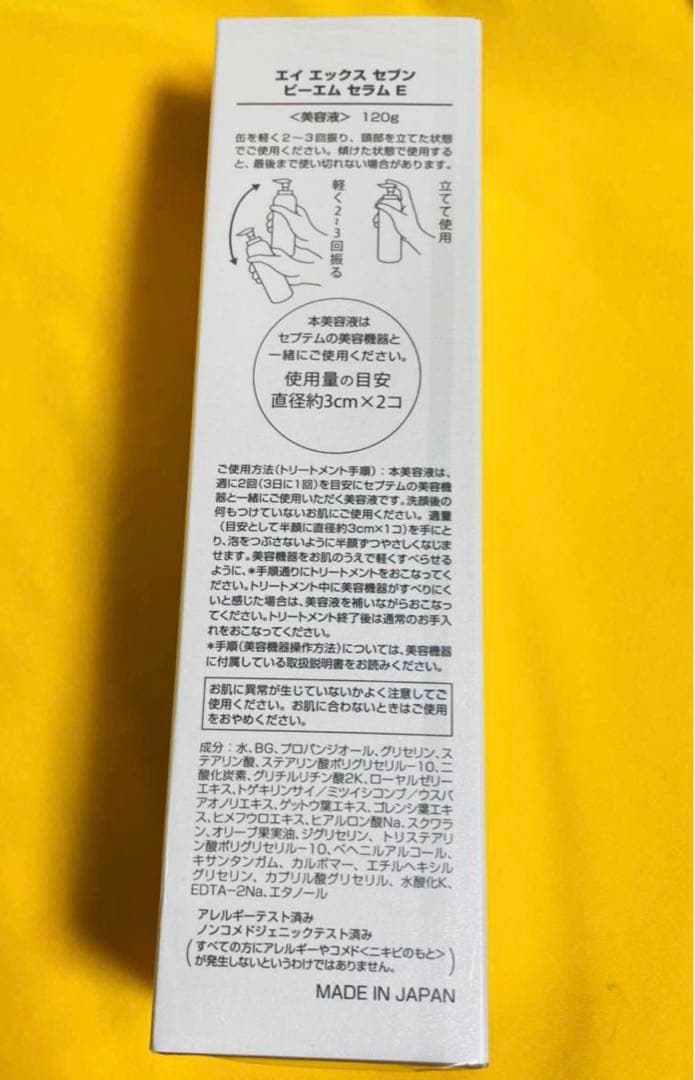 エイ エックス セブン
ビーエム セラム E
<美容液> 120g
缶を軽く2～3回振り、頭部を立てた状態
でご使用ください。傾けた状態で使用する
と、最後まで使い切れない場合があります。
軽く2~3回振る
立てて使用
本美容液は
セプテムの美容機器と
一緒にご使用ください。
使用量の目安
直径約3cm×2コ
ご使用方法(トリートメント手順)：本美容液は、
週に2回(3日に1回)を目安にセプテムの美容機
器と一緒にご使用いただく美容液です。洗顔後の
何もつけていないお肌にご使用ください。適量
(目安として半顔に直径約3cm×1コ)を手にと
り、泡をつぶさないように半顔ずつやさしくなじま
せます。美容機器をお肌のうえで軽くすべらせる
ように、*手順通りにトリートメントをおこなってく
ださい。トリートメント中に美容機器がすべりにく
いと感じた場合は、美容液を補いながらおこなっ
てください。トリートメント終了後は通常のお手入
れをおこなってください。
*手順(美容機器操作方法)については、美容機器
に付属している取扱説明書をお読みください。
お肌に異常が生じていないかよく注意してご
使用ください。お肌に合わないときはご使用
をおやめください。
成分：水、BG、プロパンジオール、グリセリン、ス
テアリン酸、ステアリン酸ポリグリセリル-10、二
酸化炭素、グリチルリチン酸2K、ローヤルゼリー
エキス、トゲキリンサイ/ミツイシコンブ/ウスバ
アオノリエキス、ゲットウ葉エキス、ゴレンシ葉エキ
ス、ヒメフウロエキス、ヒアルロン酸Na、スクワラ
ン、オリーブ果実油、ジグリセリン、トリステアリ
ン酸ポリグリセリル-10、ベヘニルアルコール、
キサンタンガム、カルボマー、エチルヘキシル
グリセリン、カプリル酸グリセリル、水酸化K、
EDTA-2Na、エタノール
アレルギーテスト済み
ノンコメドジェニックテスト済み
(すべての方にアレルギーやコメド<ニキビのもと>
が発生しないというわけではありません。)
MADE IN JAPAN